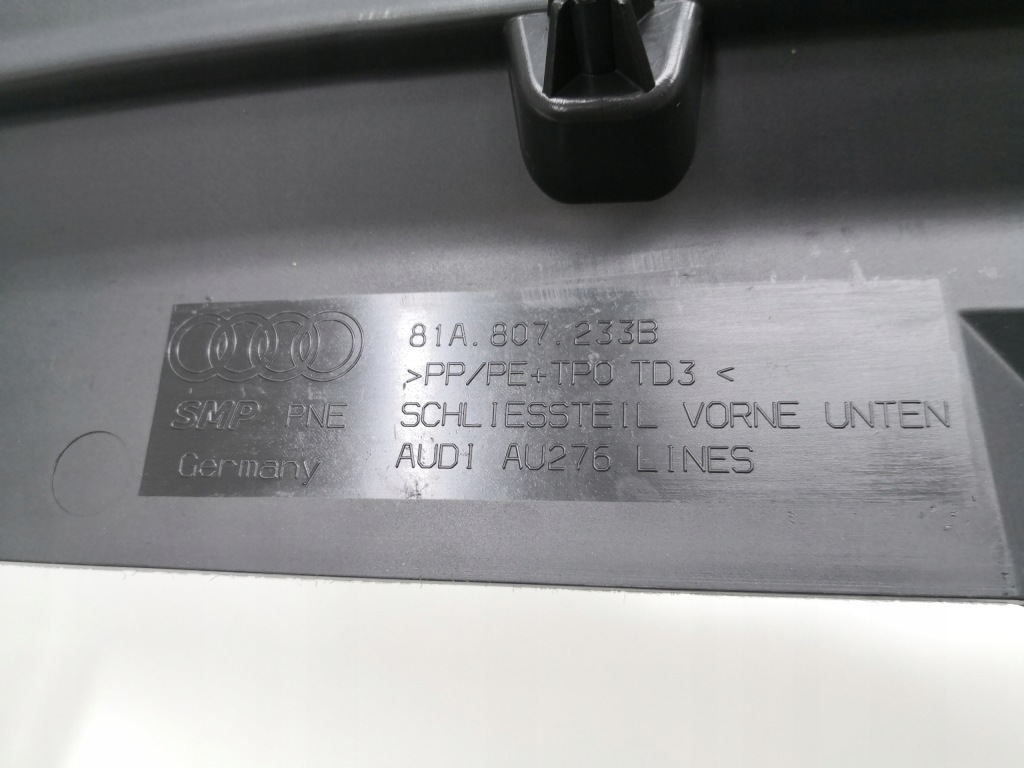 81A.807.233B
>PP/PE+TPO TD3 <
SMP PNE SCHLIESSTEIL VORNE UNTEN
Germany AUDI AU276 LINES